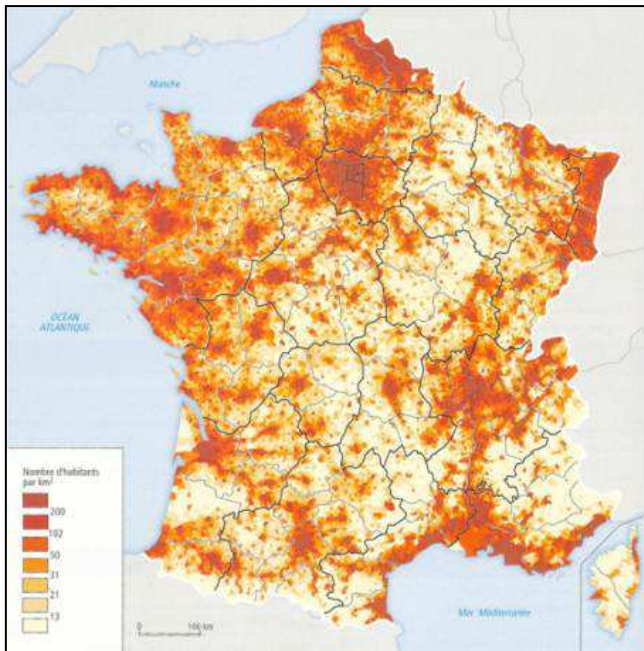 Manche
OCÉAN
ATLANTIQUE
Nombre d'habitants
par km²
200
102
50
31
21
13
0 100 km
Mer Méditerranée